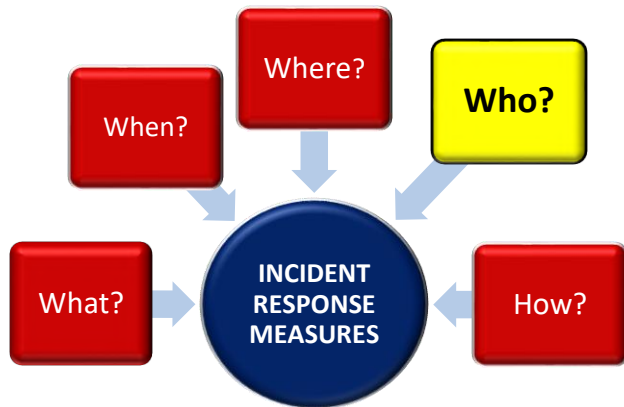 Where?
Who?
When?
What?
INCIDENT
RESPONSE
MEASURES
How?